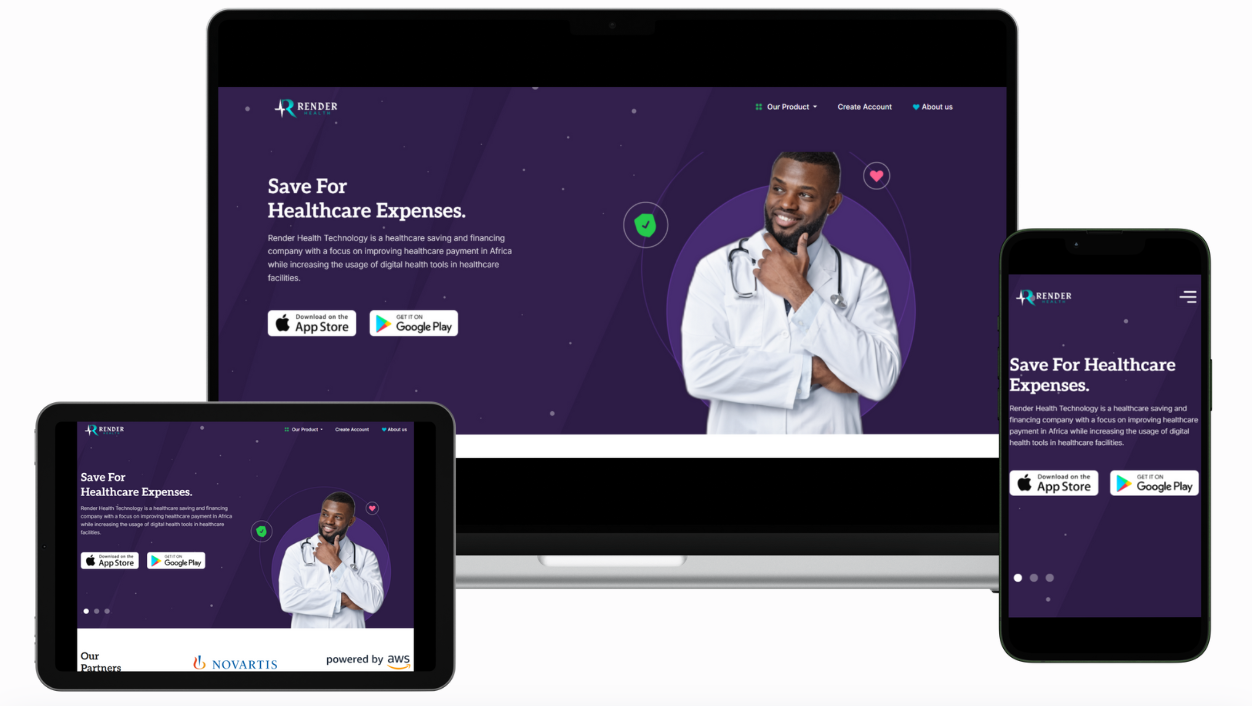 RENDER
HEALTH
Our Product
Create Account
About us
Save For
Healthcare Expenses.
Render Health Technology is a healthcare saving and financing
company with a focus on improving healthcare payment in Africa
while increasing the usage of digital health tools in healthcare
facilities.
Download on the
App Store
GET IT ON
Google Play
RENDER
HEALTH
Our Product
Create Account
About us
Save For
Healthcare Expenses.
Render Health Technology is a healthcare saving and financing
company with a focus on improving healthcare payment in Africa
while increasing the usage of digital health tools in healthcare
facilities.
Download on the
App Store
GET IT ON
Google Play
Our
Partners
NOVARTIS
powered by aws
RENDER
HEALTH
Save For Healthcare
Expenses.
Render Health Technology is a healthcare saving and
financing company with a focus on improving healthcare
payment in Africa while increasing the usage of digital
health tools in healthcare facilities.
Download on the
App Store
GET IT ON
Google Play